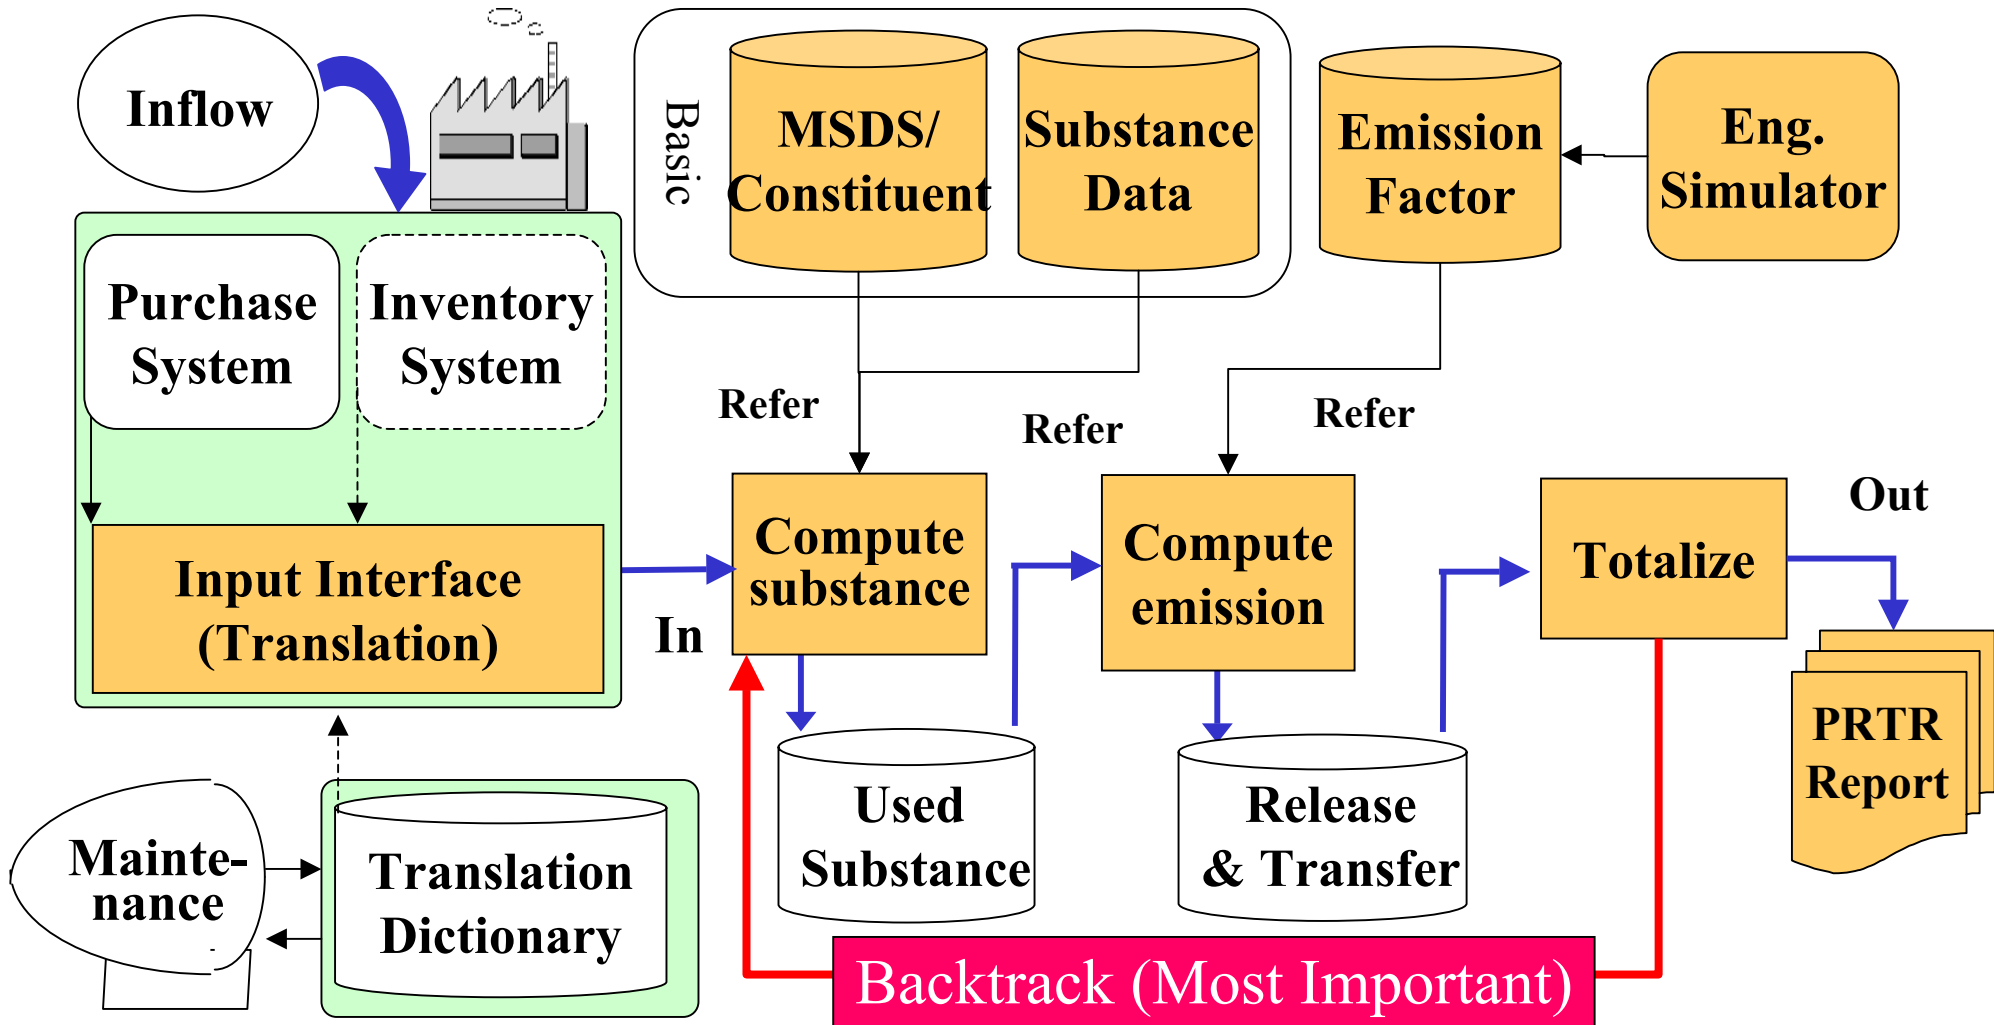 Inflow
Basic
MSDS/
Constituent
Substance
Data
Emission
Factor
Eng.
Simulator
Purchase
System
Inventory
System
Refer
Refer
Refer
Input Interface
(Translation)
In
Compute
substance
Compute
emission
Totalize
Out
PRTR
Report
Used
Substance
Release
& Transfer
Mainte-
nance
Translation
Dictionary
Backtrack (Most Important)